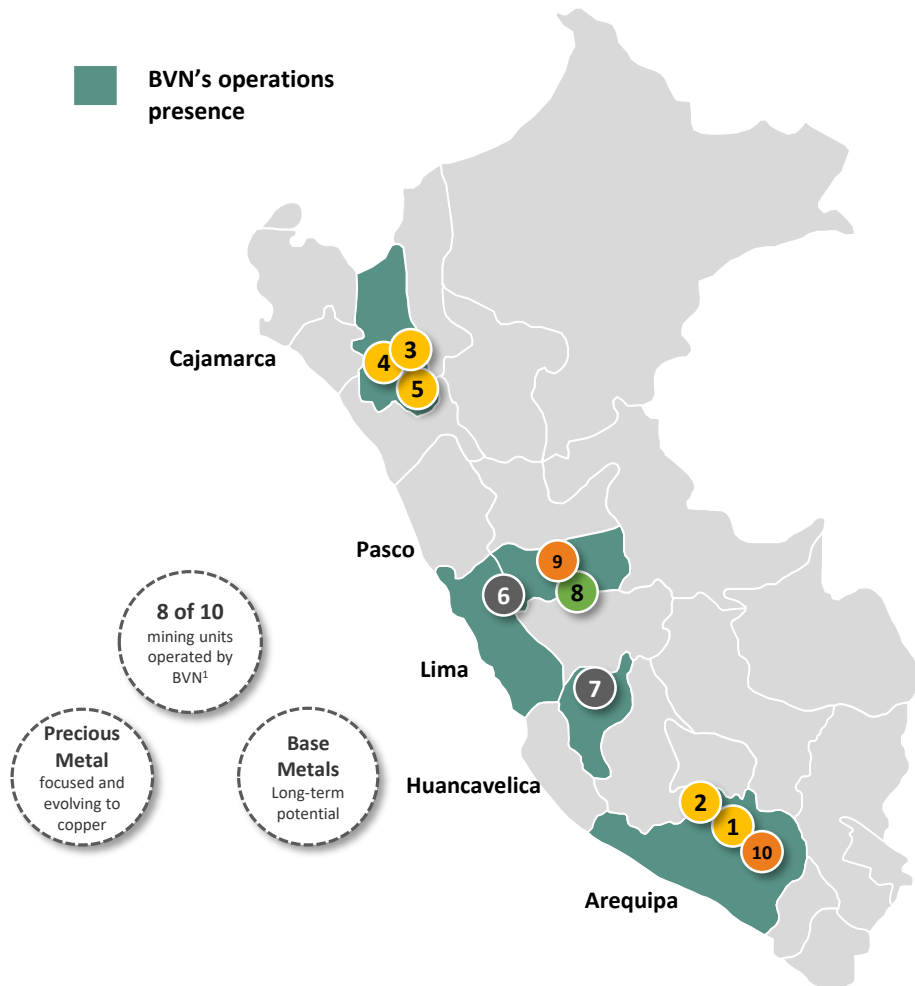 BVN's operations
presence
Cajamarca
3
4
5
Pasco
9
6
8
8 of 10
mining units
operated by
BVN¹
Lima
7
Precious
Metal
focused and
evolving to
copper
Base
Metals
Long-term
potential
Huancavelica
2
1
10
Arequipa